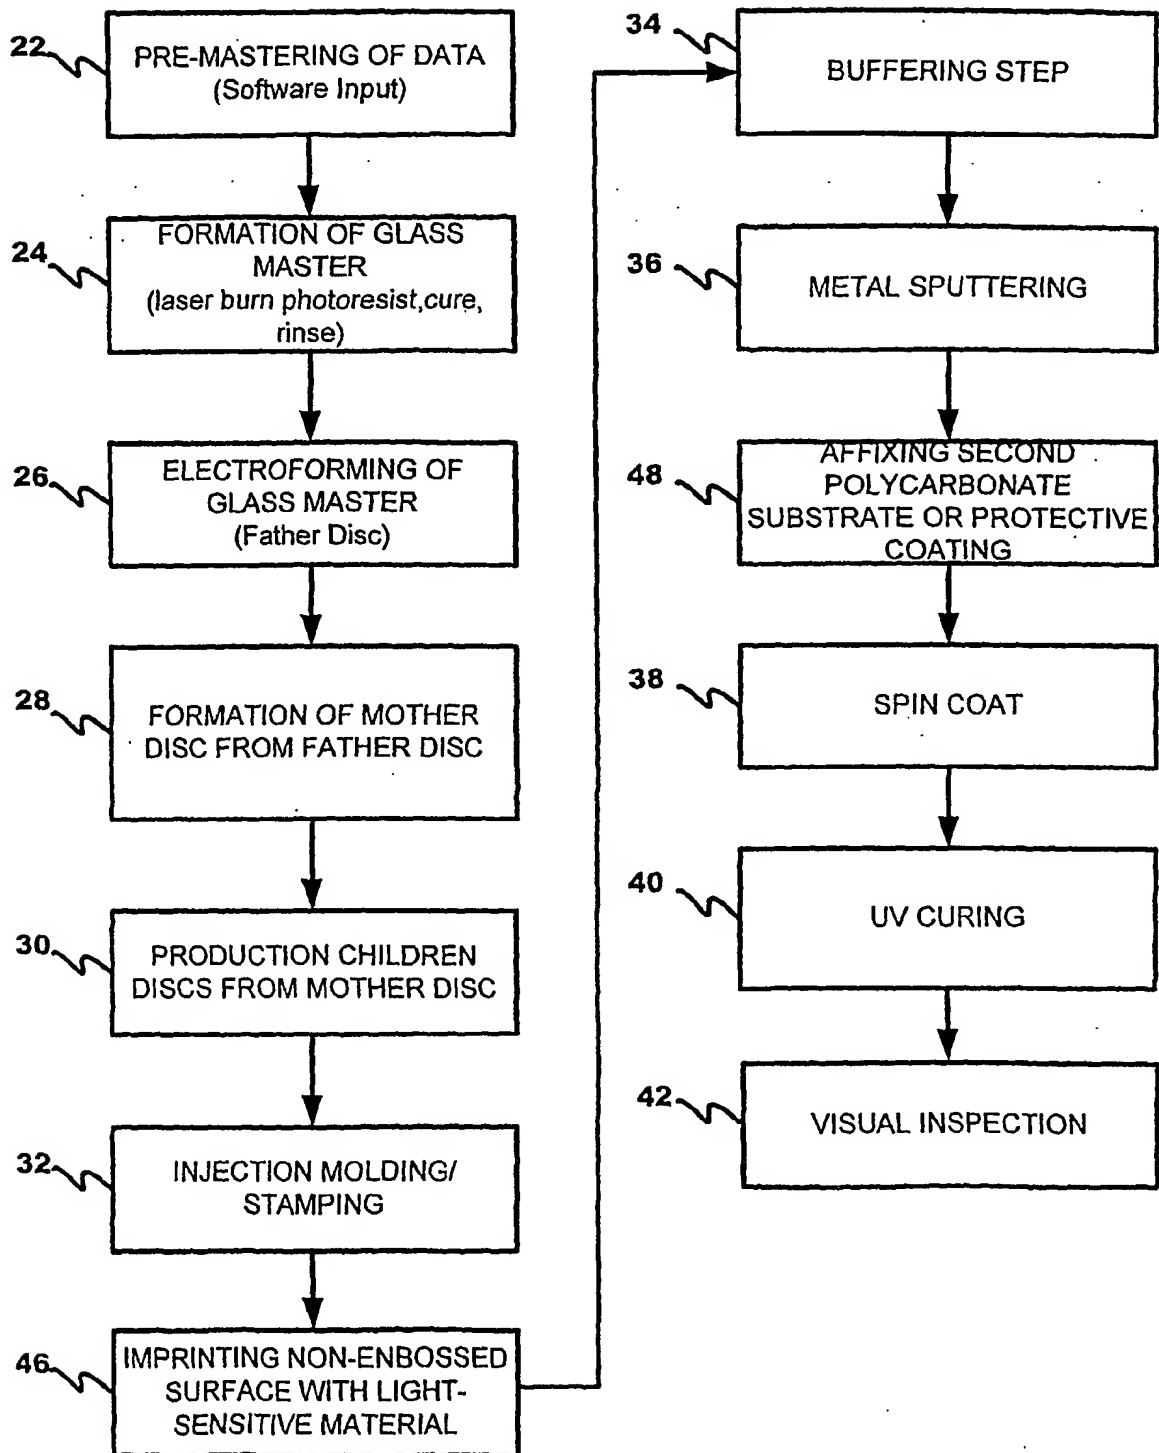 22
PRE-MASTERING OF DATA
(Software Input)
24
FORMATION OF GLASS
MASTER
(laser burn photoresist,cure,
rinse)
26
ELECTROFORMING OF
GLASS MASTER
(Father Disc)
28
FORMATION OF MOTHER
DISC FROM FATHER DISC
30
PRODUCTION CHILDREN
DISCS FROM MOTHER DISC
32
INJECTION MOLDING/
STAMPING
46
IMPRINTING NON-ENBOSSED
SURFACE WITH LIGHT-
SENSITIVE MATERIAL
34
BUFFERING STEP
36
METAL SPUTTERING
48
AFFIXING SECOND
POLYCARBONATE
SUBSTRATE OR PROTECTIVE
COATING
38
SPIN COAT
40
UV CURING
42
VISUAL INSPECTION